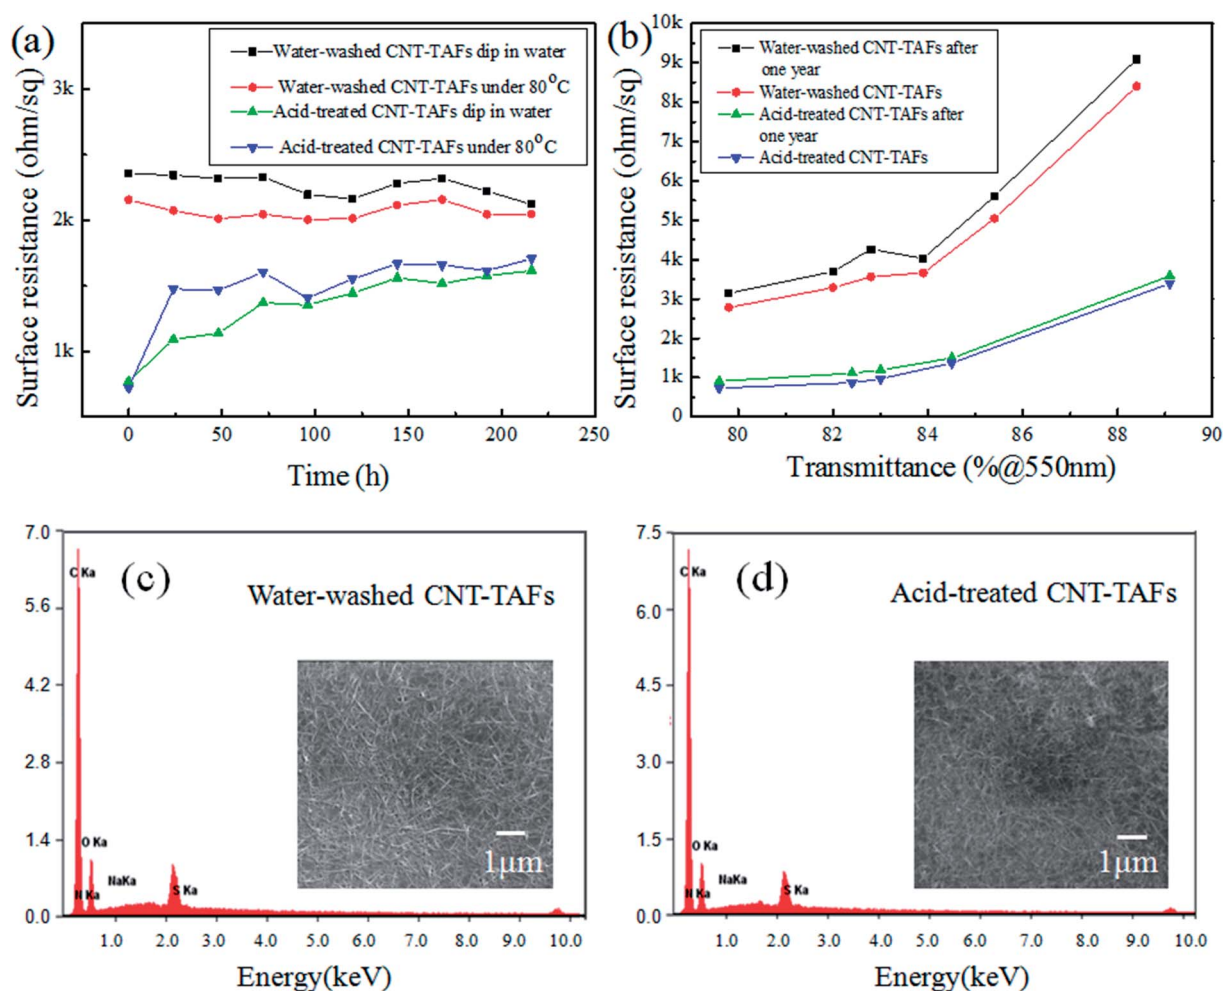 (a)
Water-washed CNT-TAFs dip in water
Water-washed CNT-TAFs under 80°C
Acid-treated CNT-TAFs dip in water
Acid-treated CNT-TAFs under 80°C
Surface resistance (ohm/sq)
3k
2k
1k
0 50 100 150 200 250
Time (h)
(b)
Water-washed CNT-TAFs after
one year
Water-washed CNT-TAFs
Acid-treated CNT-TAFs after
one year
Acid-treated CNT-TAFs
Surface resistance (ohm/sq)
10k
9k
8k
7k
6k
5k
4k
3k
2k
1k
0
80 82 84 86 88 90
Transmittance (%@550nm)
(c)
Water-washed CNT-TAFs
7.0
5.6
4.2
2.8
1.4
0.0
C Ka
O Ka
N Ka
NaKa
S Ka
1μm
1.0 2.0 3.0 4.0 5.0 6.0 7.0 8.0 9.0 10.0
Energy(keV)
(d)
Acid-treated CNT-TAFs
7.5
6.0
4.5
3.0
1.5
0.0
C Ka
O Ka
N Ka
NaKa
S Ka
1μm
1.0 2.0 3.0 4.0 5.0 6.0 7.0 8.0 9.0 10.0
Energy(keV)